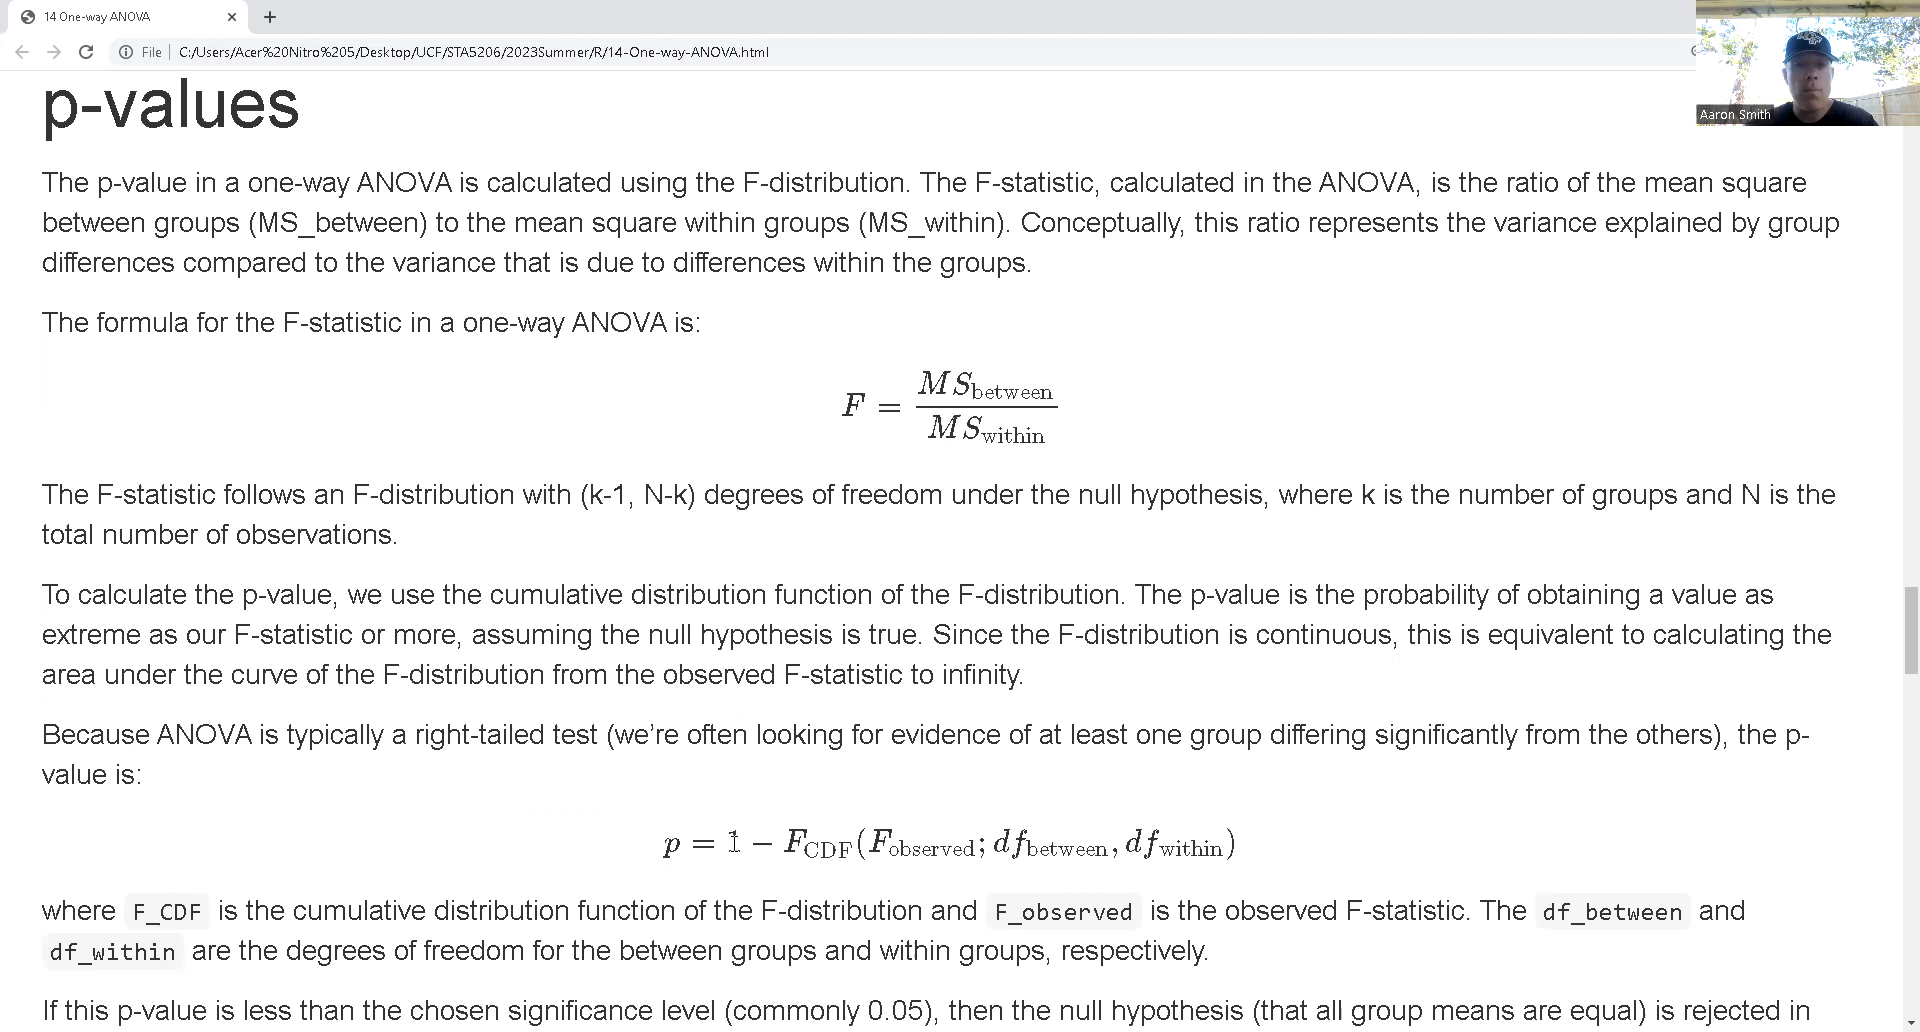 14 One-way ANOVA
File | C:/Users/Acer%20Nitro%205/Desktop/UCF/STA5206/2023Summer/R/14-One-way-ANOVA.html
Aaron Smith
p-values
The p-value in a one-way ANOVA is calculated using the F-distribution. The F-statistic, calculated in the ANOVA, is the ratio of the mean square
between groups (MS_between) to the mean square within groups (MS_within). Conceptually, this ratio represents the variance explained by group
differences compared to the variance that is due to differences within the groups.
The formula for the F-statistic in a one-way ANOVA is:
F = MS_between / MS_within
The F-statistic follows an F-distribution with (k-1, N-k) degrees of freedom under the null hypothesis, where k is the number of groups and N is the
total number of observations.
To calculate the p-value, we use the cumulative distribution function of the F-distribution. The p-value is the probability of obtaining a value as
extreme as our F-statistic or more, assuming the null hypothesis is true. Since the F-distribution is continuous, this is equivalent to calculating the
area under the curve of the F-distribution from the observed F-statistic to infinity.
Because ANOVA is typically a right-tailed test (we’re often looking for evidence of at least one group differing significantly from the others), the p-
value is:
p = 1 − F_CDF(F_observed; df_between, df_within)
where F_CDF is the cumulative distribution function of the F-distribution and F_observed is the observed F-statistic. The df_between and
df_within are the degrees of freedom for the between groups and within groups, respectively.
If this p-value is less than the chosen significance level (commonly 0.05), then the null hypothesis (that all group means are equal) is rejected in